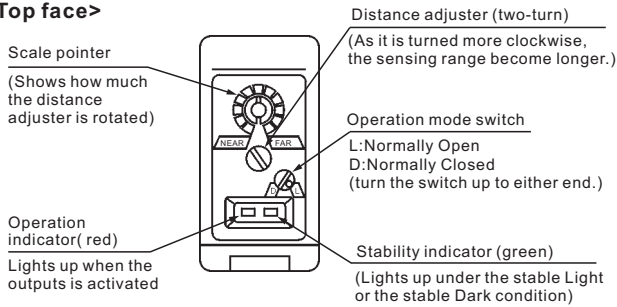 Top face>
Distance adjuster (two-turn)
(As it is turned more clockwise,
the sensing range become longer.)
Scale pointer
(Shows how much
the distance
adjuster is rotated)
Operation mode switch
L:Normally Open
D:Normally Closed
(turn the switch up to either end.)
NEAR FAR
D L
Operation
indicator( red)
Lights up when the
outputs is activated
Stability indicator (green)
(Lights up under the stable Light
or the stable Dark condition)